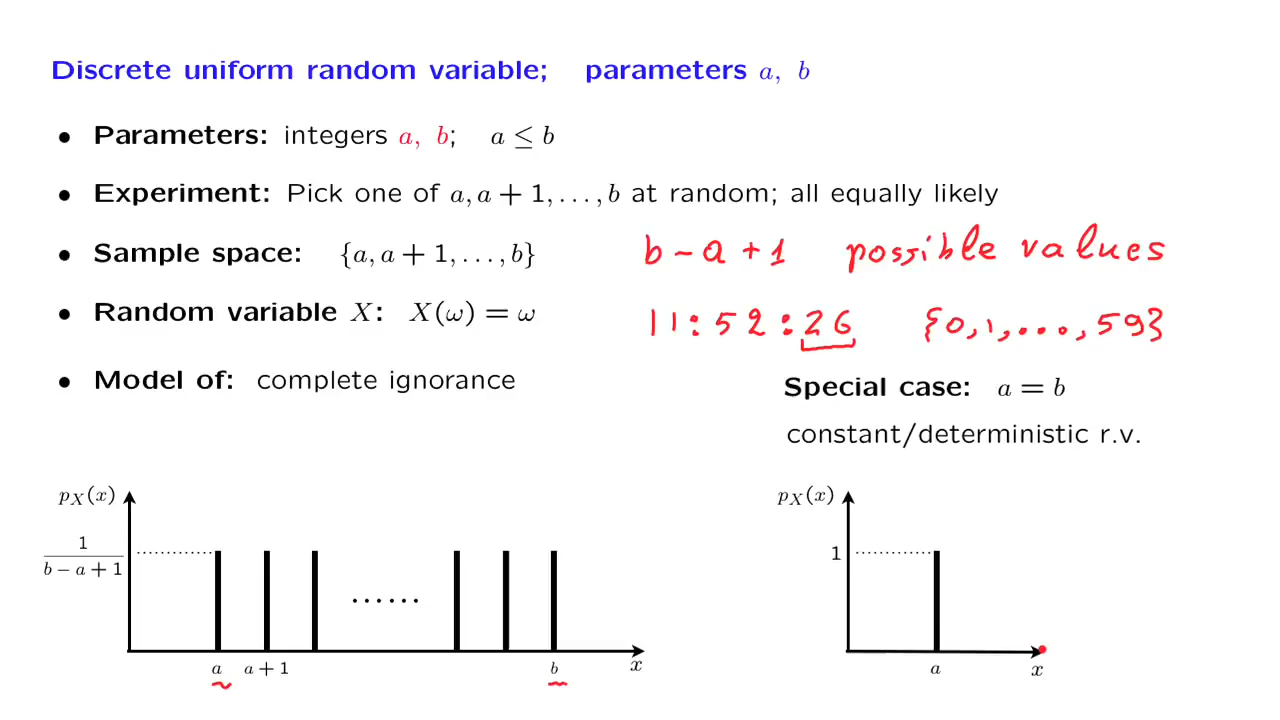 Discrete uniform random variable; parameters a, b
• Parameters: integers a, b; a ≤ b
• Experiment: Pick one of a, a + 1, . . . , b at random; all equally likely
• Sample space: {a, a + 1, . . . , b}
b - a + 1 possible values
• Random variable X: X(ω) = ω
11:52:26 {0, 1, ..., 59}
• Model of: complete ignorance
Special case: a = b
constant/deterministic r.v.
pX(x)
1
b − a + 1
......
a a + 1 b x
pX(x)
1
a x